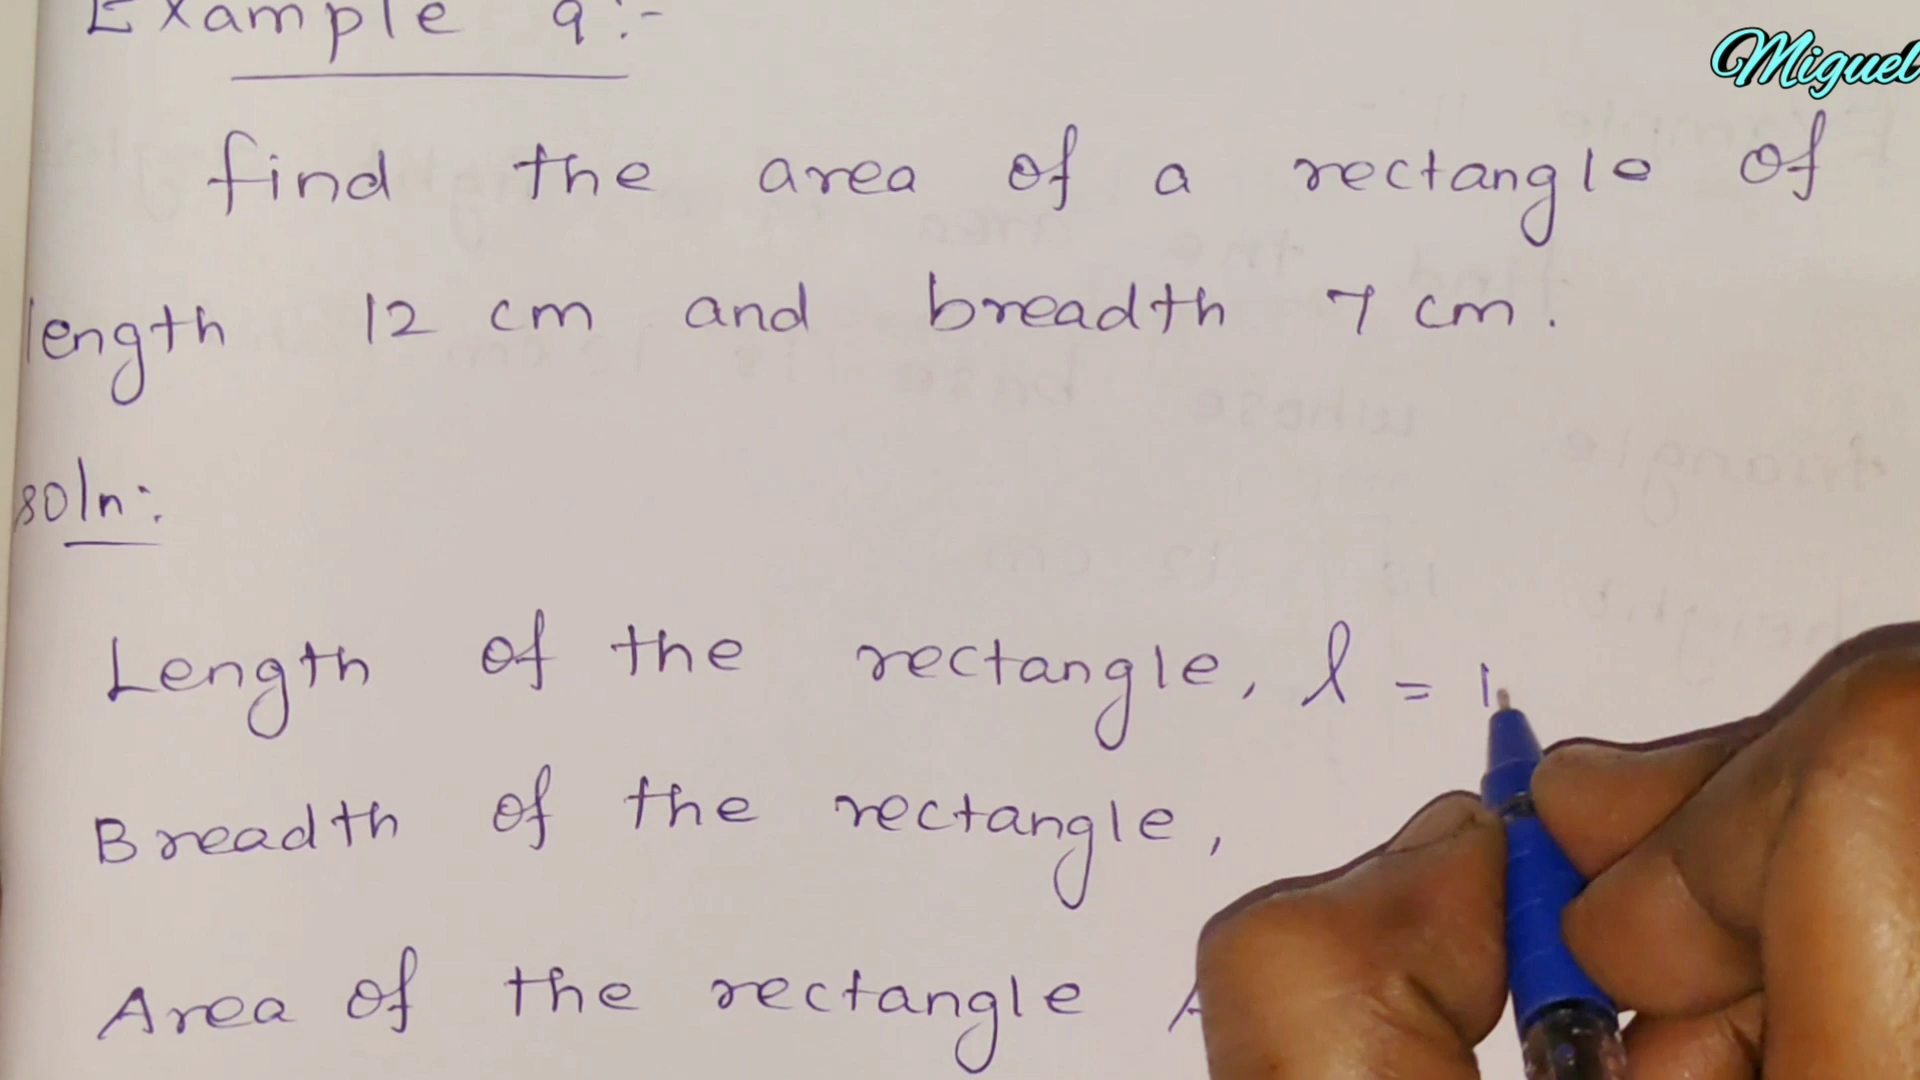 Example 9:-
Miguel
find the area of a rectangle of
length 12 cm and breadth 7 cm.
Soln:
Length of the rectangle, l = 1
Breadth of the rectangle,
Area of the rectangle A